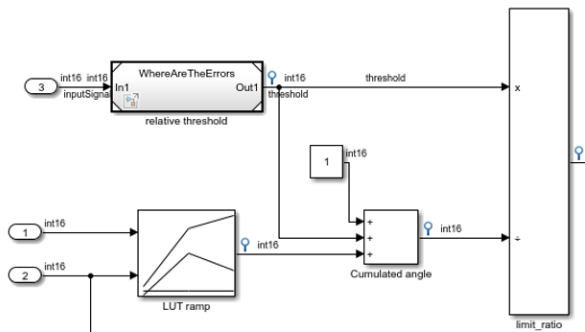 WhereAreTheErrors
3
int16 int16
inputSignal
In1
Out1
int16
threshold
threshold
relative threshold
x
1
int16
1
int16
2
int16
LUT ramp
int16
+
+
+
Cumulated angle
int16
÷
limit_ratio